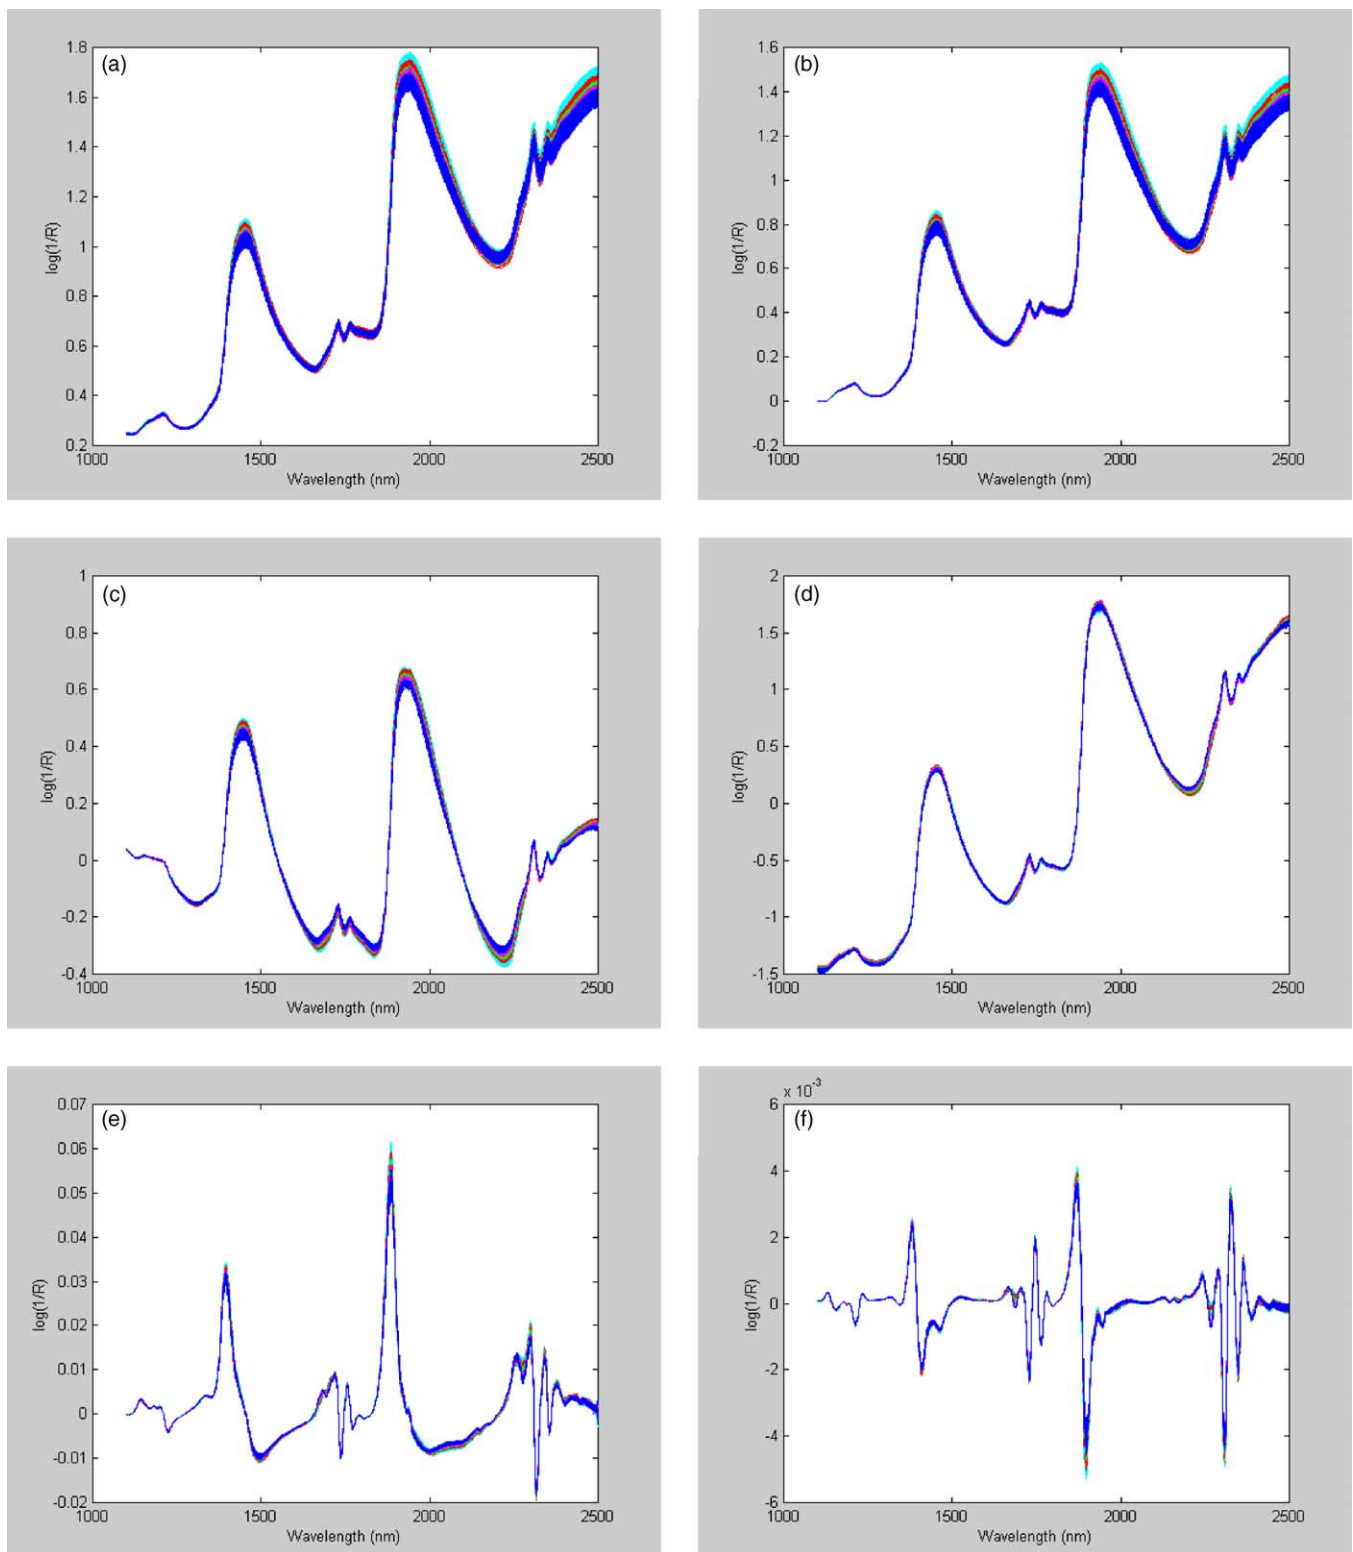 (a)
1.8
1.6
1.4
1.2
1
0.8
0.6
0.4
0.2
log(1/R)
1000 1500 2000 2500
Wavelength (nm)
(b)
1.6
1.4
1.2
1
0.8
0.6
0.4
0.2
0
-0.2
log(1/R)
1000 1500 2000 2500
Wavelength (nm)
(c)
1
0.8
0.6
0.4
0.2
0
-0.2
-0.4
log(1/R)
1000 1500 2000 2500
Wavelength (nm)
(d)
2
1.5
1
0.5
0
-0.5
-1
-1.5
log(1/R)
1000 1500 2000 2500
Wavelength (nm)
(e)
0.07
0.06
0.05
0.04
0.03
0.02
0.01
0
-0.01
-0.02
log(1/R)
1000 1500 2000 2500
Wavelength (nm)
x 10⁻³
(f)
6
4
2
0
-2
-4
-6
log(1/R)
1000 1500 2000 2500
Wavelength (nm)